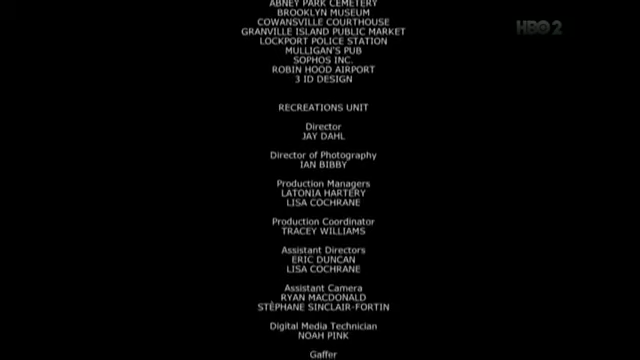 ABNEY PARK CEMETERY
BROOKLYN MUSEUM
COWANSVILLE COURTHOUSE
GRANVILLE ISLAND PUBLIC MARKET
LOCKPORT POLICE STATION
MULLIGAN'S PUB
SOPHOS INC.
ROBIN HOOD AIRPORT
3 ID DESIGN
HBO 2
RECREATIONS UNIT
Director
JAY DAHL
Director of Photography
IAN BIBBY
Production Managers
LATONIA HARTERY
LISA COCHRANE
Production Coordinator
TRACEY WILLIAMS
Assistant Directors
ERIC DUNCAN
LISA COCHRANE
Assistant Camera
RYAN MACDONALD
STÉPHANE SINCLAIR-FORTIN
Digital Media Technician
NOAH PINK
Gaffer